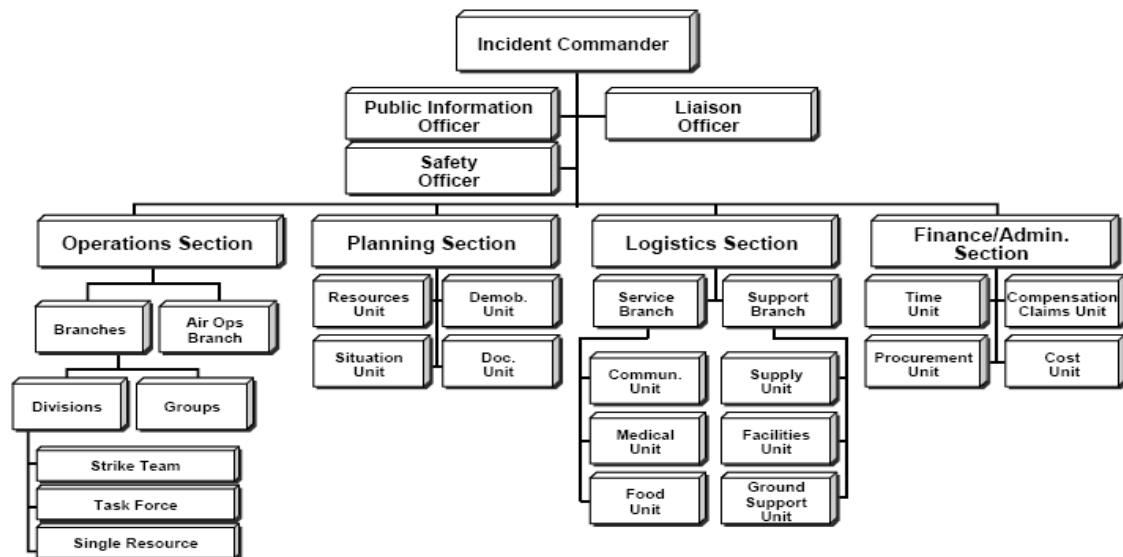 Incident Commander
Public Information
Officer
Liaison
Officer
Safety
Officer
Operations Section
Planning Section
Logistics Section
Finance/Admin.
Section
Branches
Air Ops
Branch
Divisions
Groups
Strike Team
Task Force
Single Resource
Resources
Unit
Demob.
Unit
Situation
Unit
Doc.
Unit
Service
Branch
Support
Branch
Commun.
Unit
Supply
Unit
Medical
Unit
Facilities
Unit
Food
Unit
Ground
Support
Unit
Time
Unit
Compensation
Claims Unit
Procurement
Unit
Cost
Unit